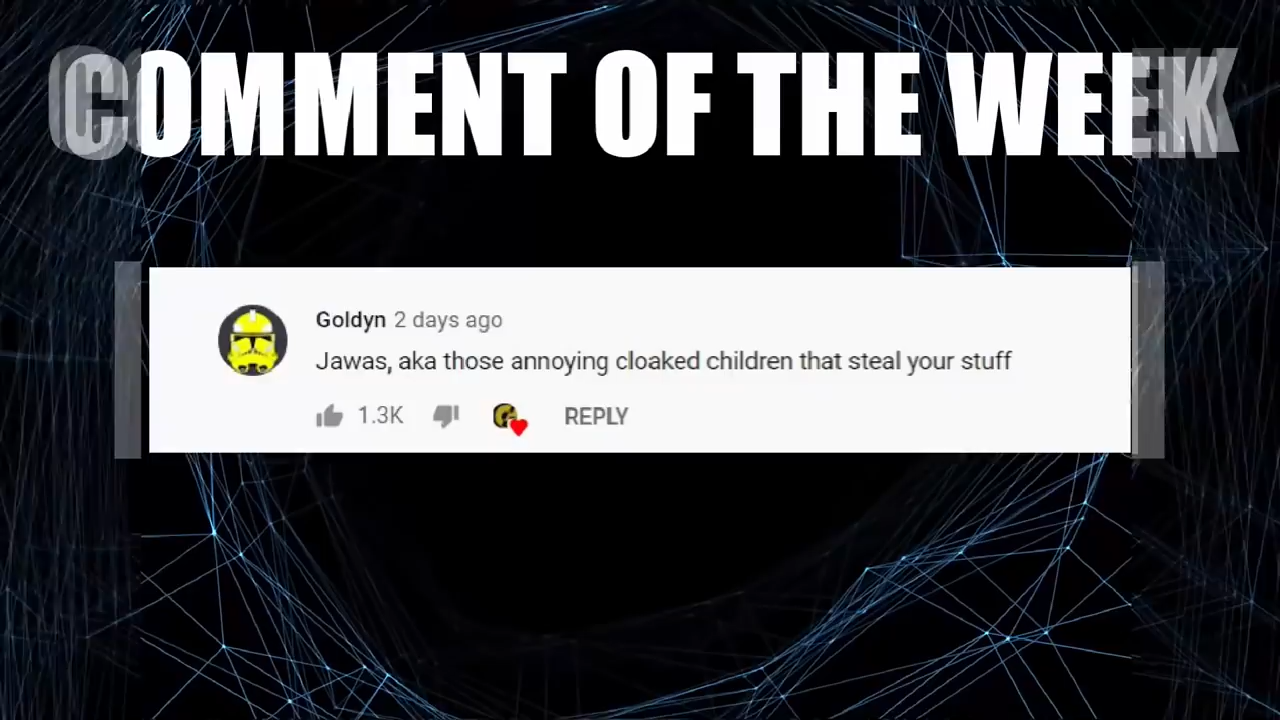 COMMENT OF THE WEEK
Goldyn 2 days ago
Jawas, aka those annoying cloaked children that steal your stuff
1.3K REPLY